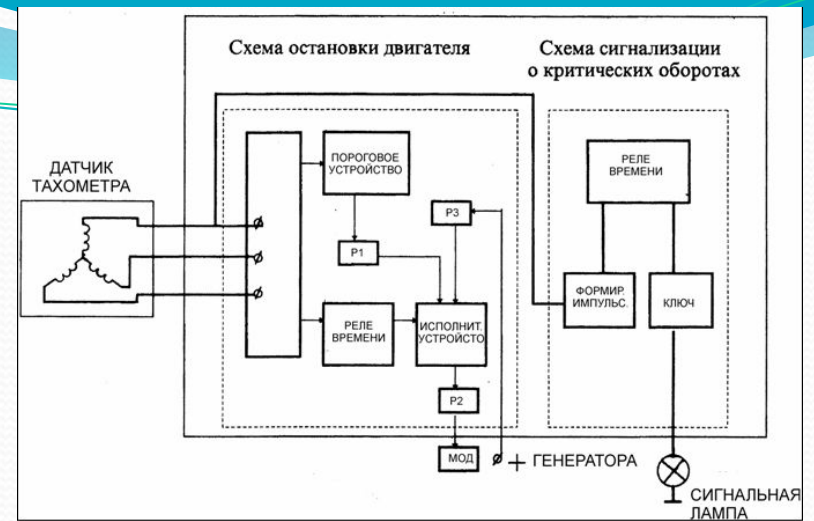 Схема остановки двигателя
Схема сигнализации
о критических оборотах
ДАТЧИК
ТАХОМЕТРА
ПОРОГОВОЕ
УСТРОЙСТВО
РЕЛЕ
ВРЕМЕНИ
Р3
Р1
ФОРМИР.
ИМПУЛЬС.
КЛЮЧ
РЕЛЕ
ВРЕМЕНИ
ИСПОЛНИТ.
УСТРОЙСТО
Р2
МОД
+ ГЕНЕРАТОРА
СИГНАЛЬНАЯ
ЛАМПА